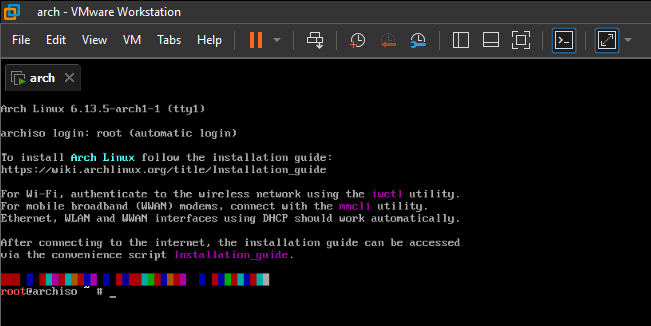 arch - VMware Workstation
File Edit View VM Tabs Help
arch
Arch Linux 6.13.5-arch1-1 (tty1)
archiso login: root (automatic login)
To install Arch Linux follow the installation guide:
https://wiki.archlinux.org/title/Installation_guide
For Wi-Fi, authenticate to the wireless network using the iwctl utility.
For mobile broadband (WWAN) modems, connect with the mmcli utility.
Ethernet, WLAN and WWAN interfaces using DHCP should work automatically.
After connecting to the internet, the installation guide can be accessed
via the convenience script Installation_guide.
root@archiso ~ # _